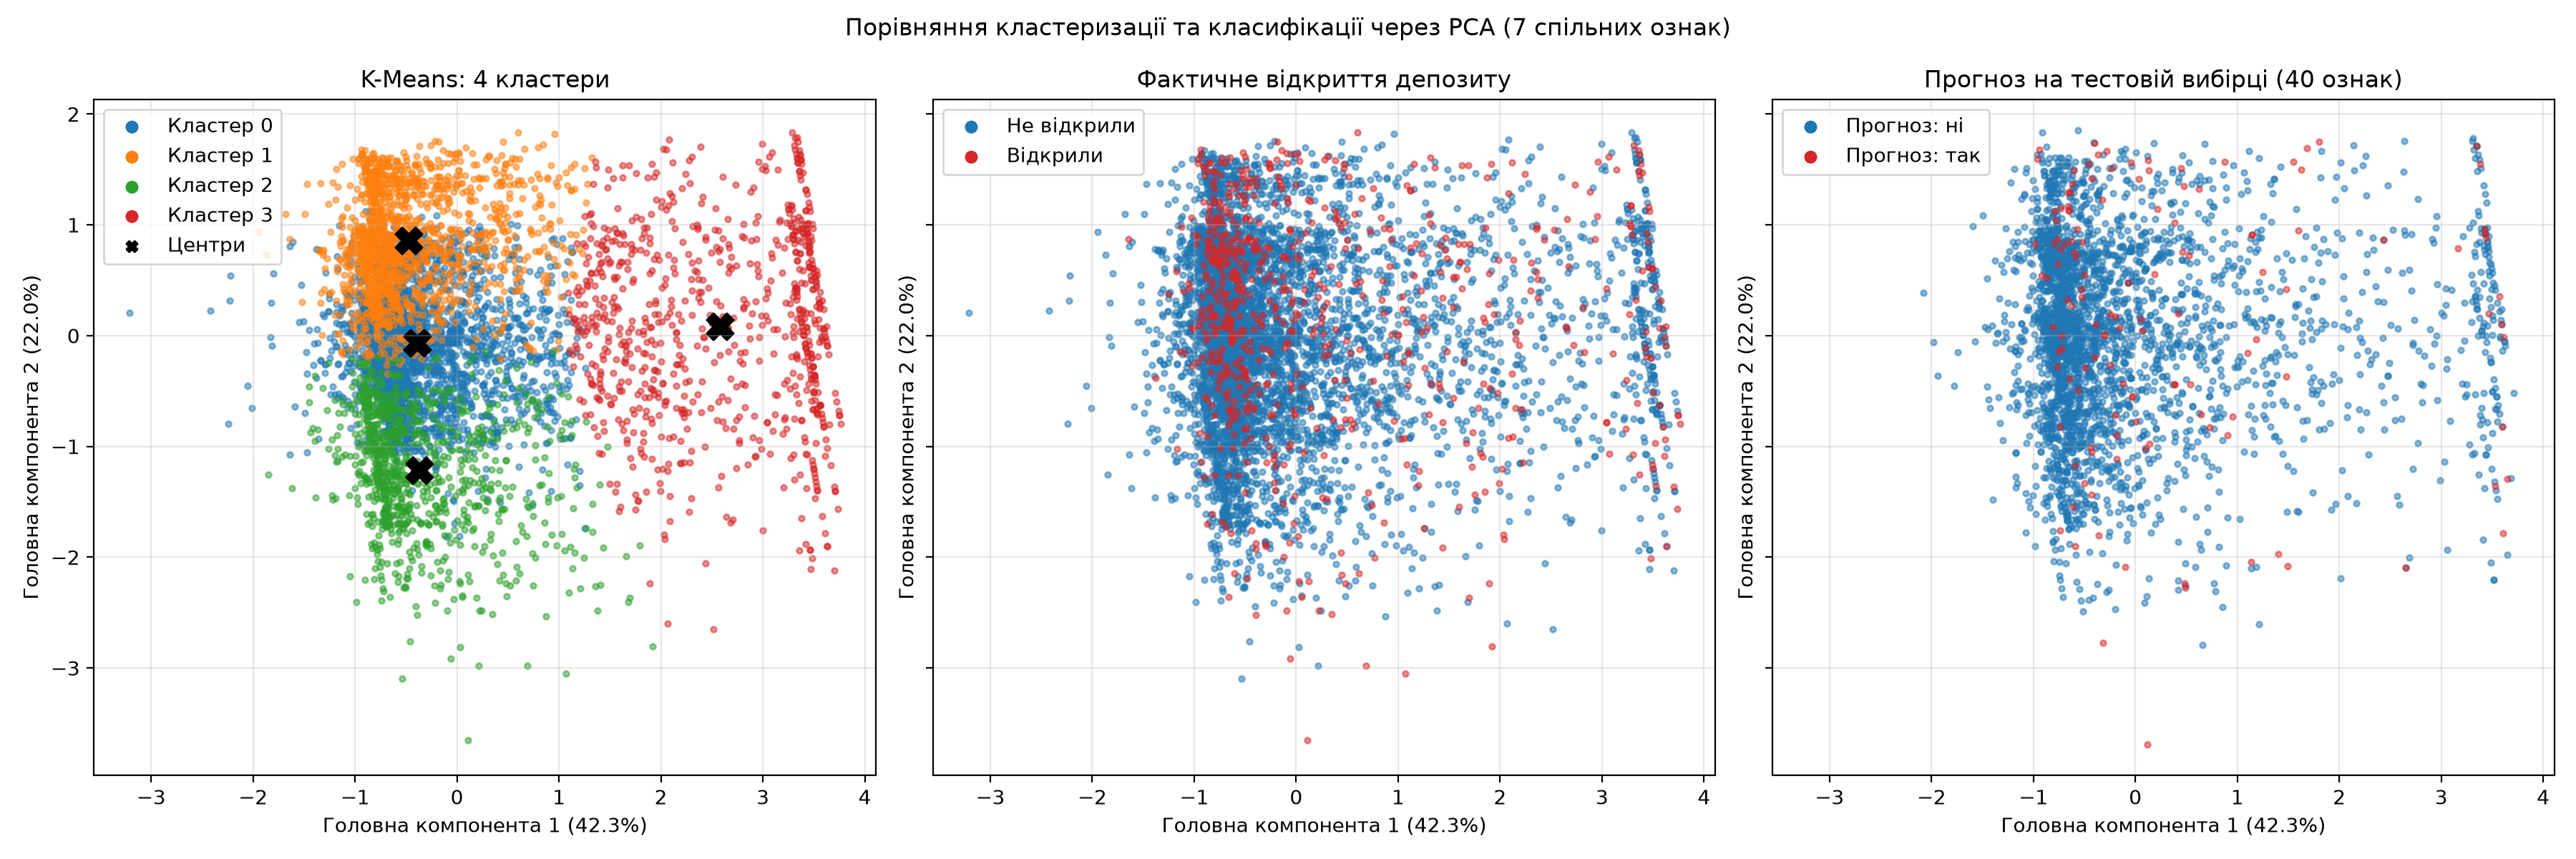 Порівняння кластеризації та класифікації через PCA (7 спільних ознак)
K-Means: 4 кластери
Кластер 0
Кластер 1
Кластер 2
Кластер 3
Центри
2
1
0
−1
−2
−3
Головна компонента 2 (22.0%)
−3 −2 −1 0 1 2 3 4
Головна компонента 1 (42.3%)
Фактичне відкриття депозиту
Не відкрили
Відкрили
Головна компонента 2 (22.0%)
−3 −2 −1 0 1 2 3 4
Головна компонента 1 (42.3%)
Прогноз на тестовій вибірці (40 ознак)
Прогноз: ні
Прогноз: так
Головна компонента 2 (22.0%)
−3 −2 −1 0 1 2 3 4
Головна компонента 1 (42.3%)